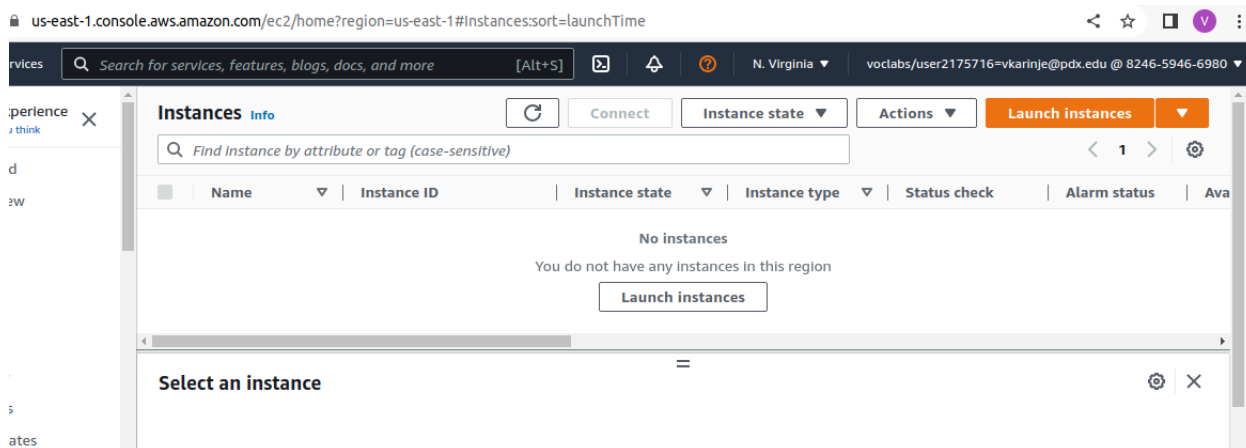 us-east-1.console.aws.amazon.com/ec2/home?region=us-east-1#Instances:sort=launchTime
V
rvices
Search for services, features, blogs, docs, and more
[Alt+S]
N. Virginia
voclabs/user2175716=vkarinje@pdx.edu @ 8246-5946-6980
perience
u think
d
ew
s
ates
Instances Info
Connect
Instance state
Actions
Launch instances
Find instance by attribute or tag (case-sensitive)
1
Name
Instance ID
Instance state
Instance type
Status check
Alarm status
Ava
No instances
You do not have any instances in this region
Launch instances
Select an instance